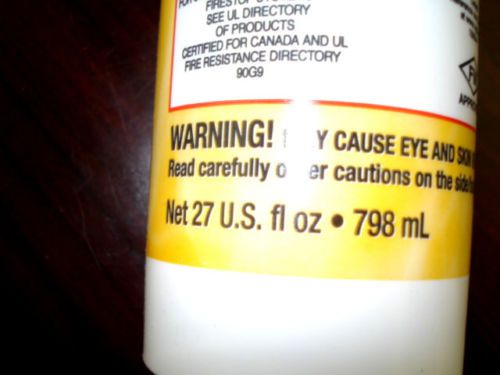 SEE UL DIRECTORY
OF PRODUCTS
CERTIFIED FOR CANADA AND UL
FIRE RESISTANCE DIRECTORY
90G9
WARNING! Y CAUSE EYE AND SKIN
Read carefully o er cautions on the side
Net 27 U.S. fl oz • 798 mL